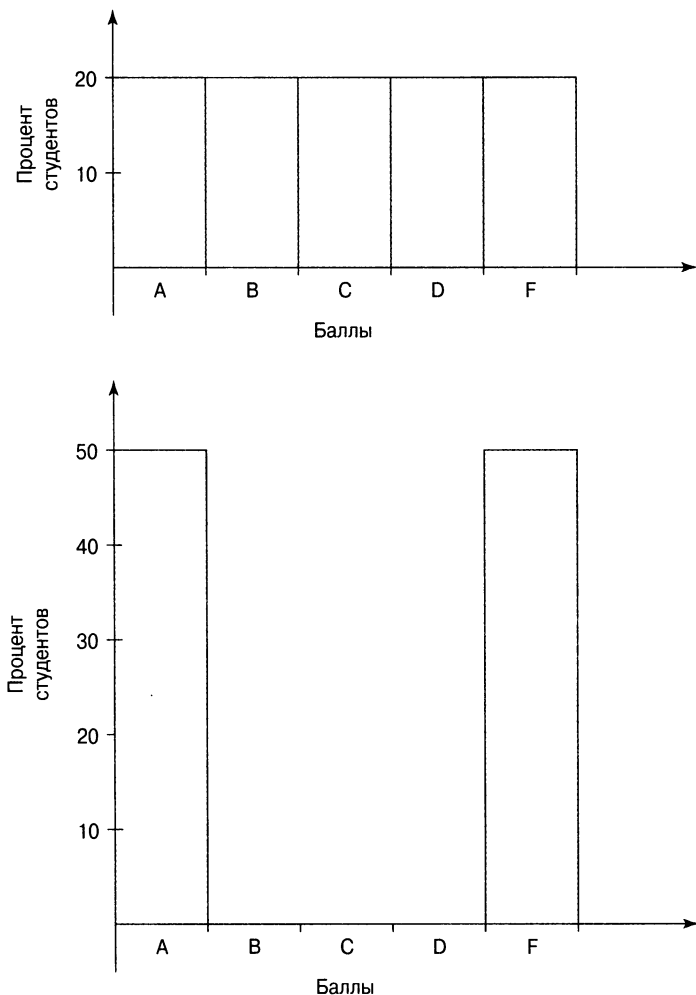 20
10
Процент
студентов
A B C D F
Баллы
50
40
30
20
10
Процент
студентов
A B C D F
Баллы